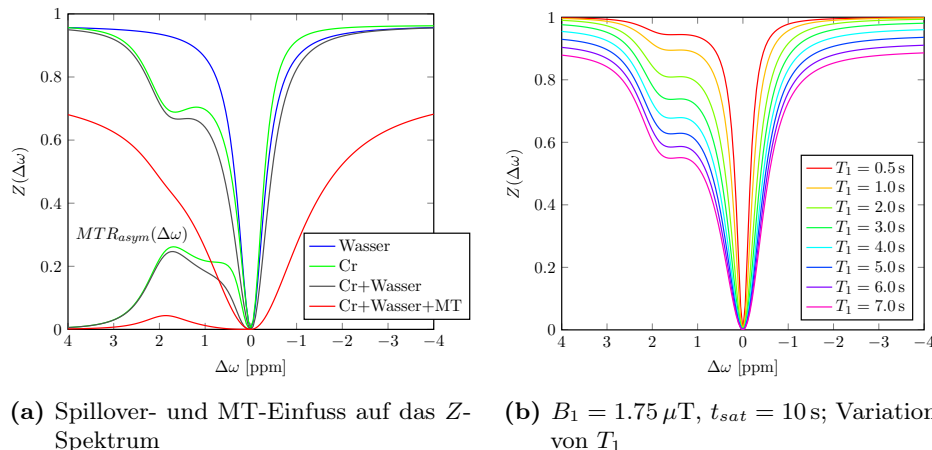 1
0.8
0.6
0.4
0.2
0
Z(Δω)
MTR_asym(Δω)
Wasser
Cr
Cr+Wasser
Cr+Wasser+MT
4 3 2 1 0 −1 −2 −3 −4
Δω [ppm]
1
0.8
0.6
0.4
0.2
0
Z(Δω)
T₁ = 0.5 s
T₁ = 1.0 s
T₁ = 2.0 s
T₁ = 3.0 s
T₁ = 4.0 s
T₁ = 5.0 s
T₁ = 6.0 s
T₁ = 7.0 s
4 3 2 1 0 −1 −2 −3 −4
Δω [ppm]
(a) Spillover- und MT-Einfuss auf das Z-
Spektrum
(b) B₁ = 1.75 μT, t_sat = 10 s; Variation
von T₁